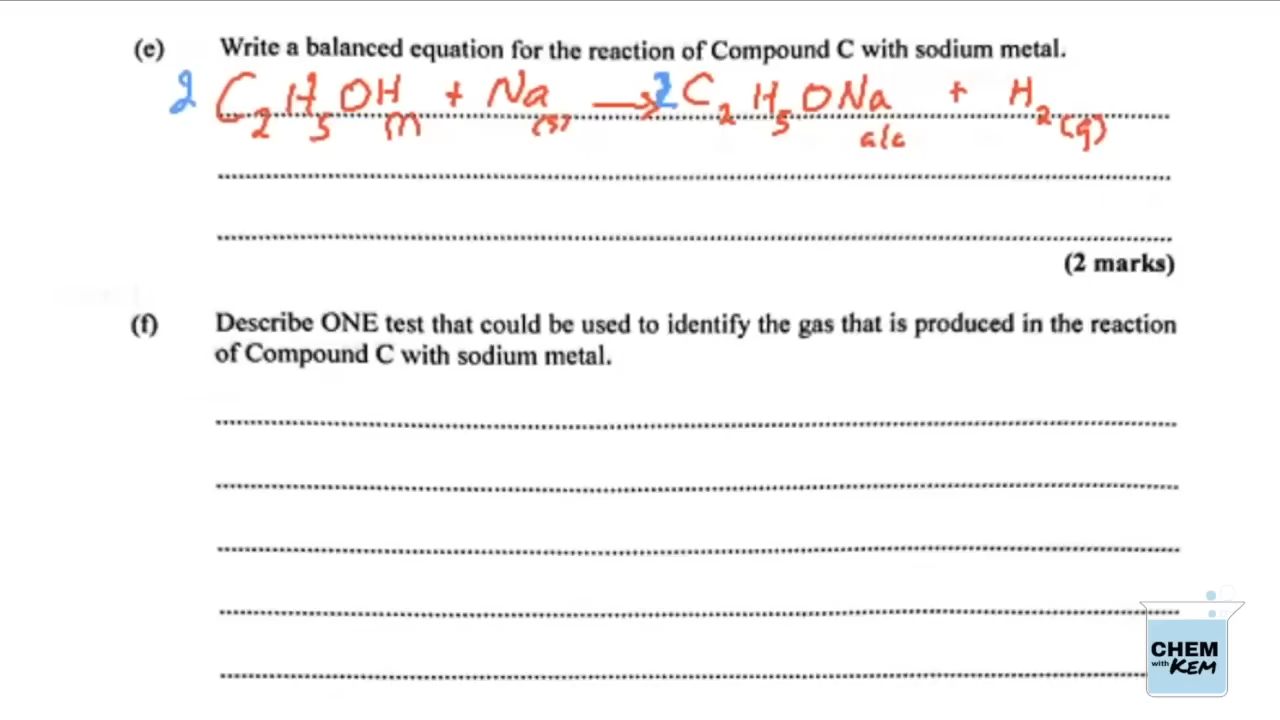 (e) Write a balanced equation for the reaction of Compound C with sodium metal.
2 C2H5OH(l) + Na(s) → 2 C2H5ONa alc + H2(g)
(2 marks)
(f) Describe ONE test that could be used to identify the gas that is produced in the reaction
of Compound C with sodium metal.
CHEM
with KEM